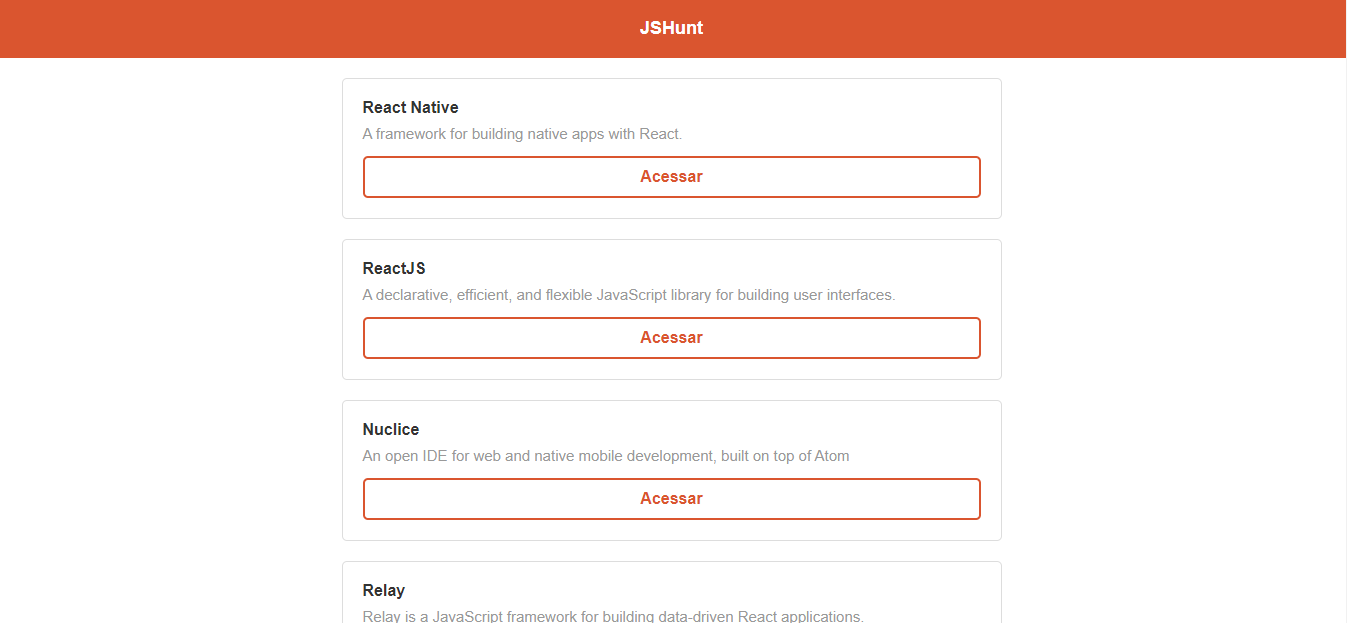 JSHunt
React Native
A framework for building native apps with React.
Acessar
ReactJS
A declarative, efficient, and flexible JavaScript library for building user interfaces.
Acessar
Nuclice
An open IDE for web and native mobile development, built on top of Atom
Acessar
Relay
Relay is a JavaScript framework for building data-driven React applications.